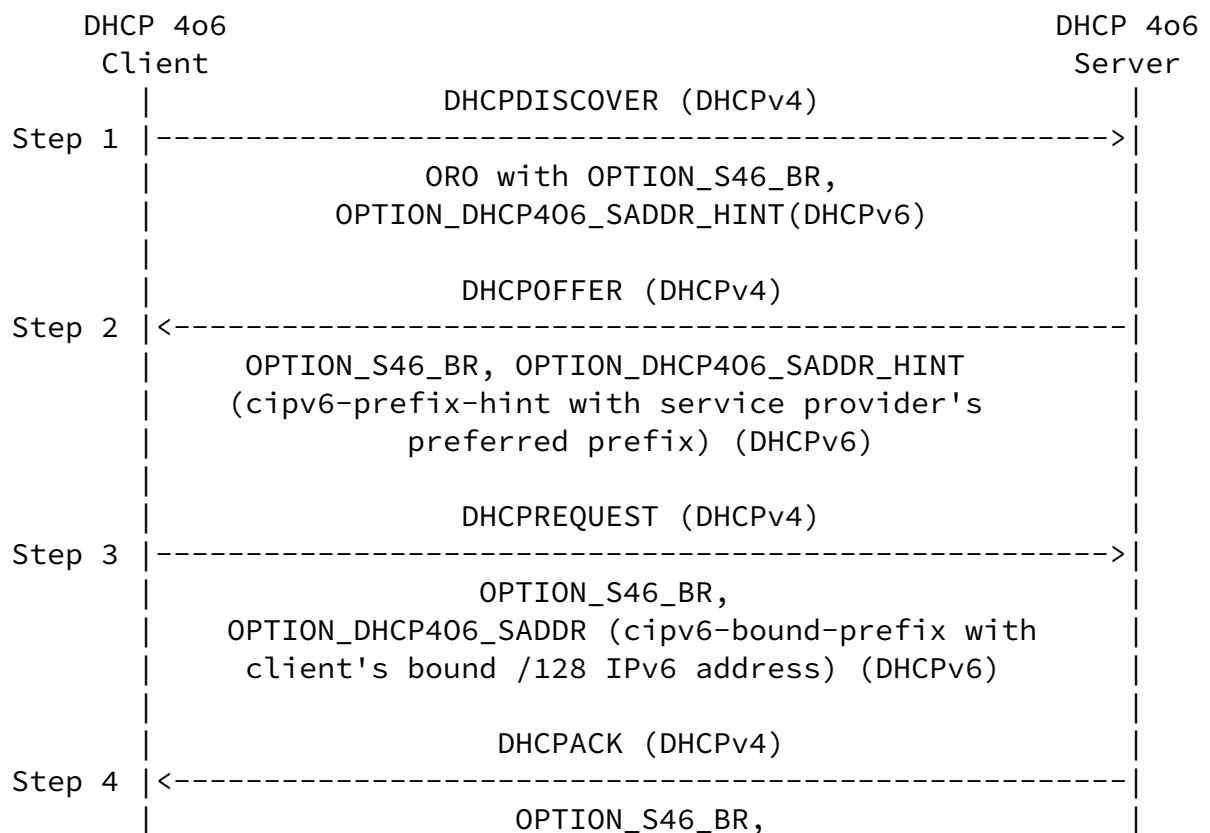 DHCP 4o6 DHCP 4o6
Client Server
| DHCPDISCOVER (DHCPv4) |
Step 1 |----------------------------------------------------->|
| ORO with OPTION_S46_BR, |
| OPTION_DHCP4O6_SADDR_HINT(DHCPv6) |
| |
| DHCPOFFER (DHCPv4) |
Step 2 |<-----------------------------------------------------|
| OPTION_S46_BR, OPTION_DHCP4O6_SADDR_HINT |
| (cipv6-prefix-hint with service provider's |
| preferred prefix) (DHCPv6) |
| |
| DHCPREQUEST (DHCPv4) |
Step 3 |----------------------------------------------------->|
| OPTION_S46_BR, |
| OPTION_DHCP4O6_SADDR (cipv6-bound-prefix with |
| client's bound /128 IPv6 address) (DHCPv6) |
| |
| DHCPACK (DHCPv4) |
Step 4 |<-----------------------------------------------------|
| OPTION_S46_BR, |